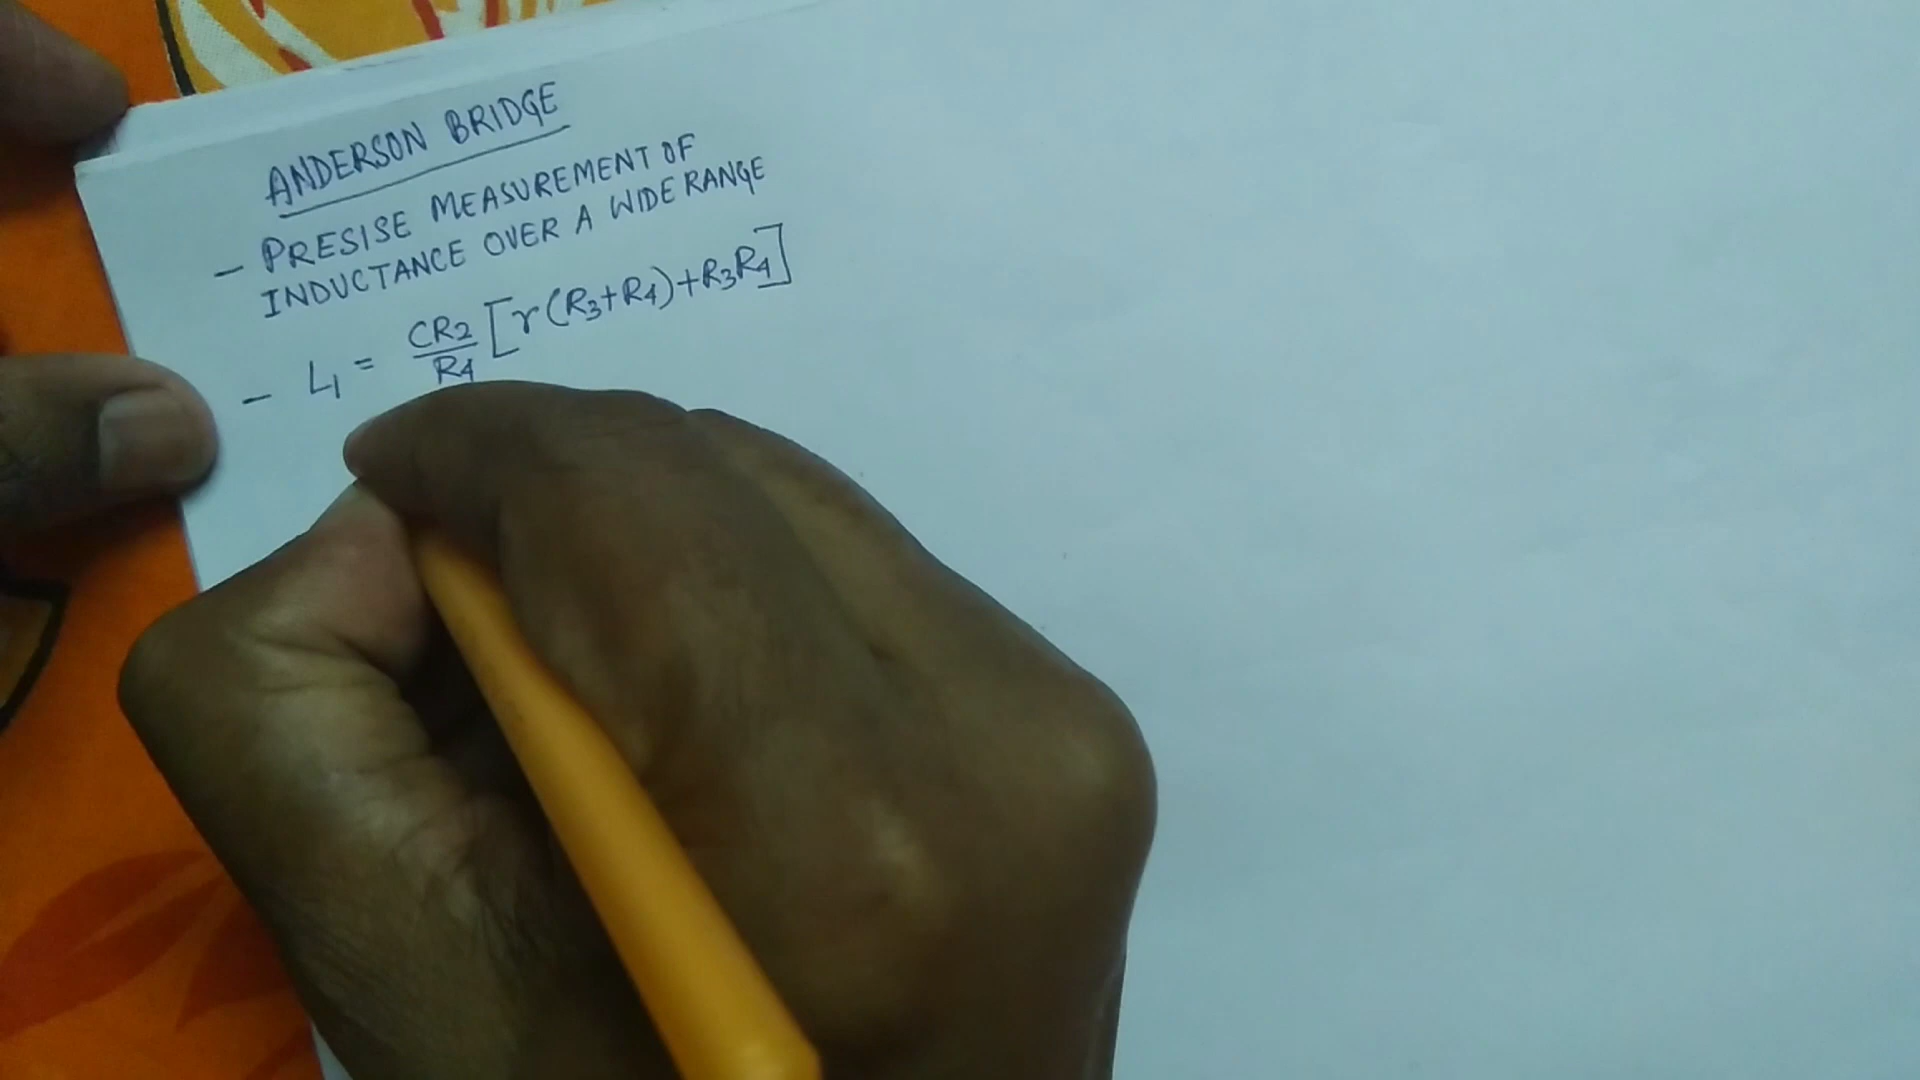 ANDERSON BRIDGE
- PRESISE MEASUREMENT OF
INDUCTANCE OVER A WIDE RANGE
- L1 = CR2/R4 [r(R3+R4)+R3R4]